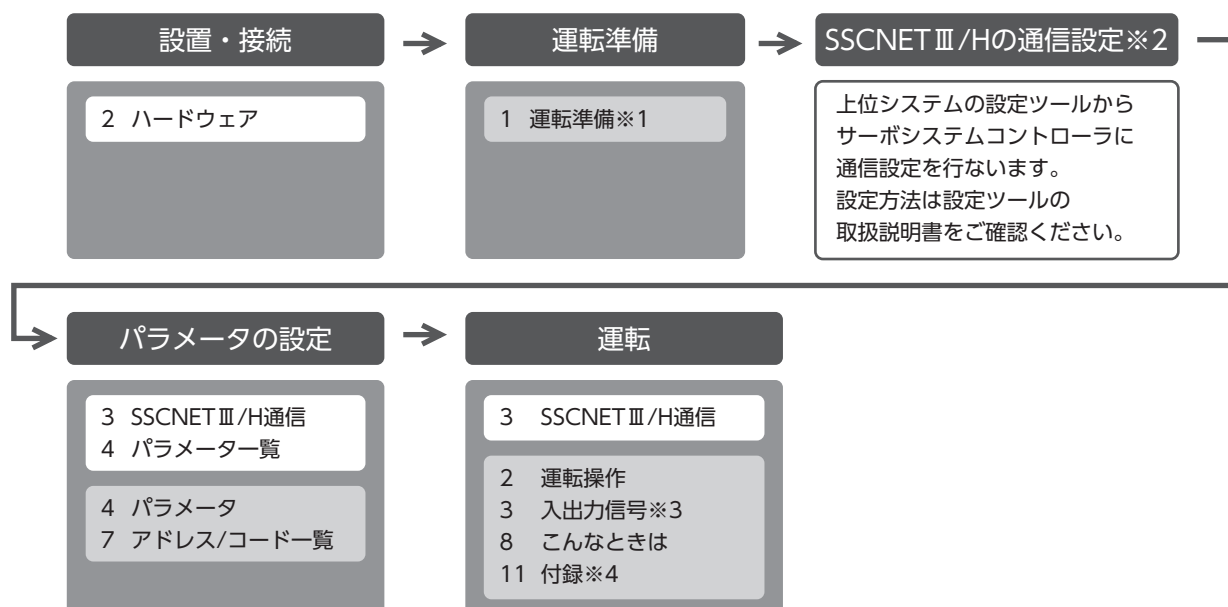 設置・接続
2 ハードウェア
運転準備
1 運転準備※1
SSCNETⅢ/Hの通信設定※2
上位システムの設定ツールから
サーボシステムコントローラに
通信設定を行ないます。
設定方法は設定ツールの
取扱説明書をご確認ください。
パラメータの設定
3 SSCNETⅢ/H通信
4 パラメーター覧
4 パラメータ
7 アドレス/コード一覧
運転
3 SSCNETⅢ/H通信
2 運転操作
3 入出力信号※3
8 こんなときは
11 付録※4